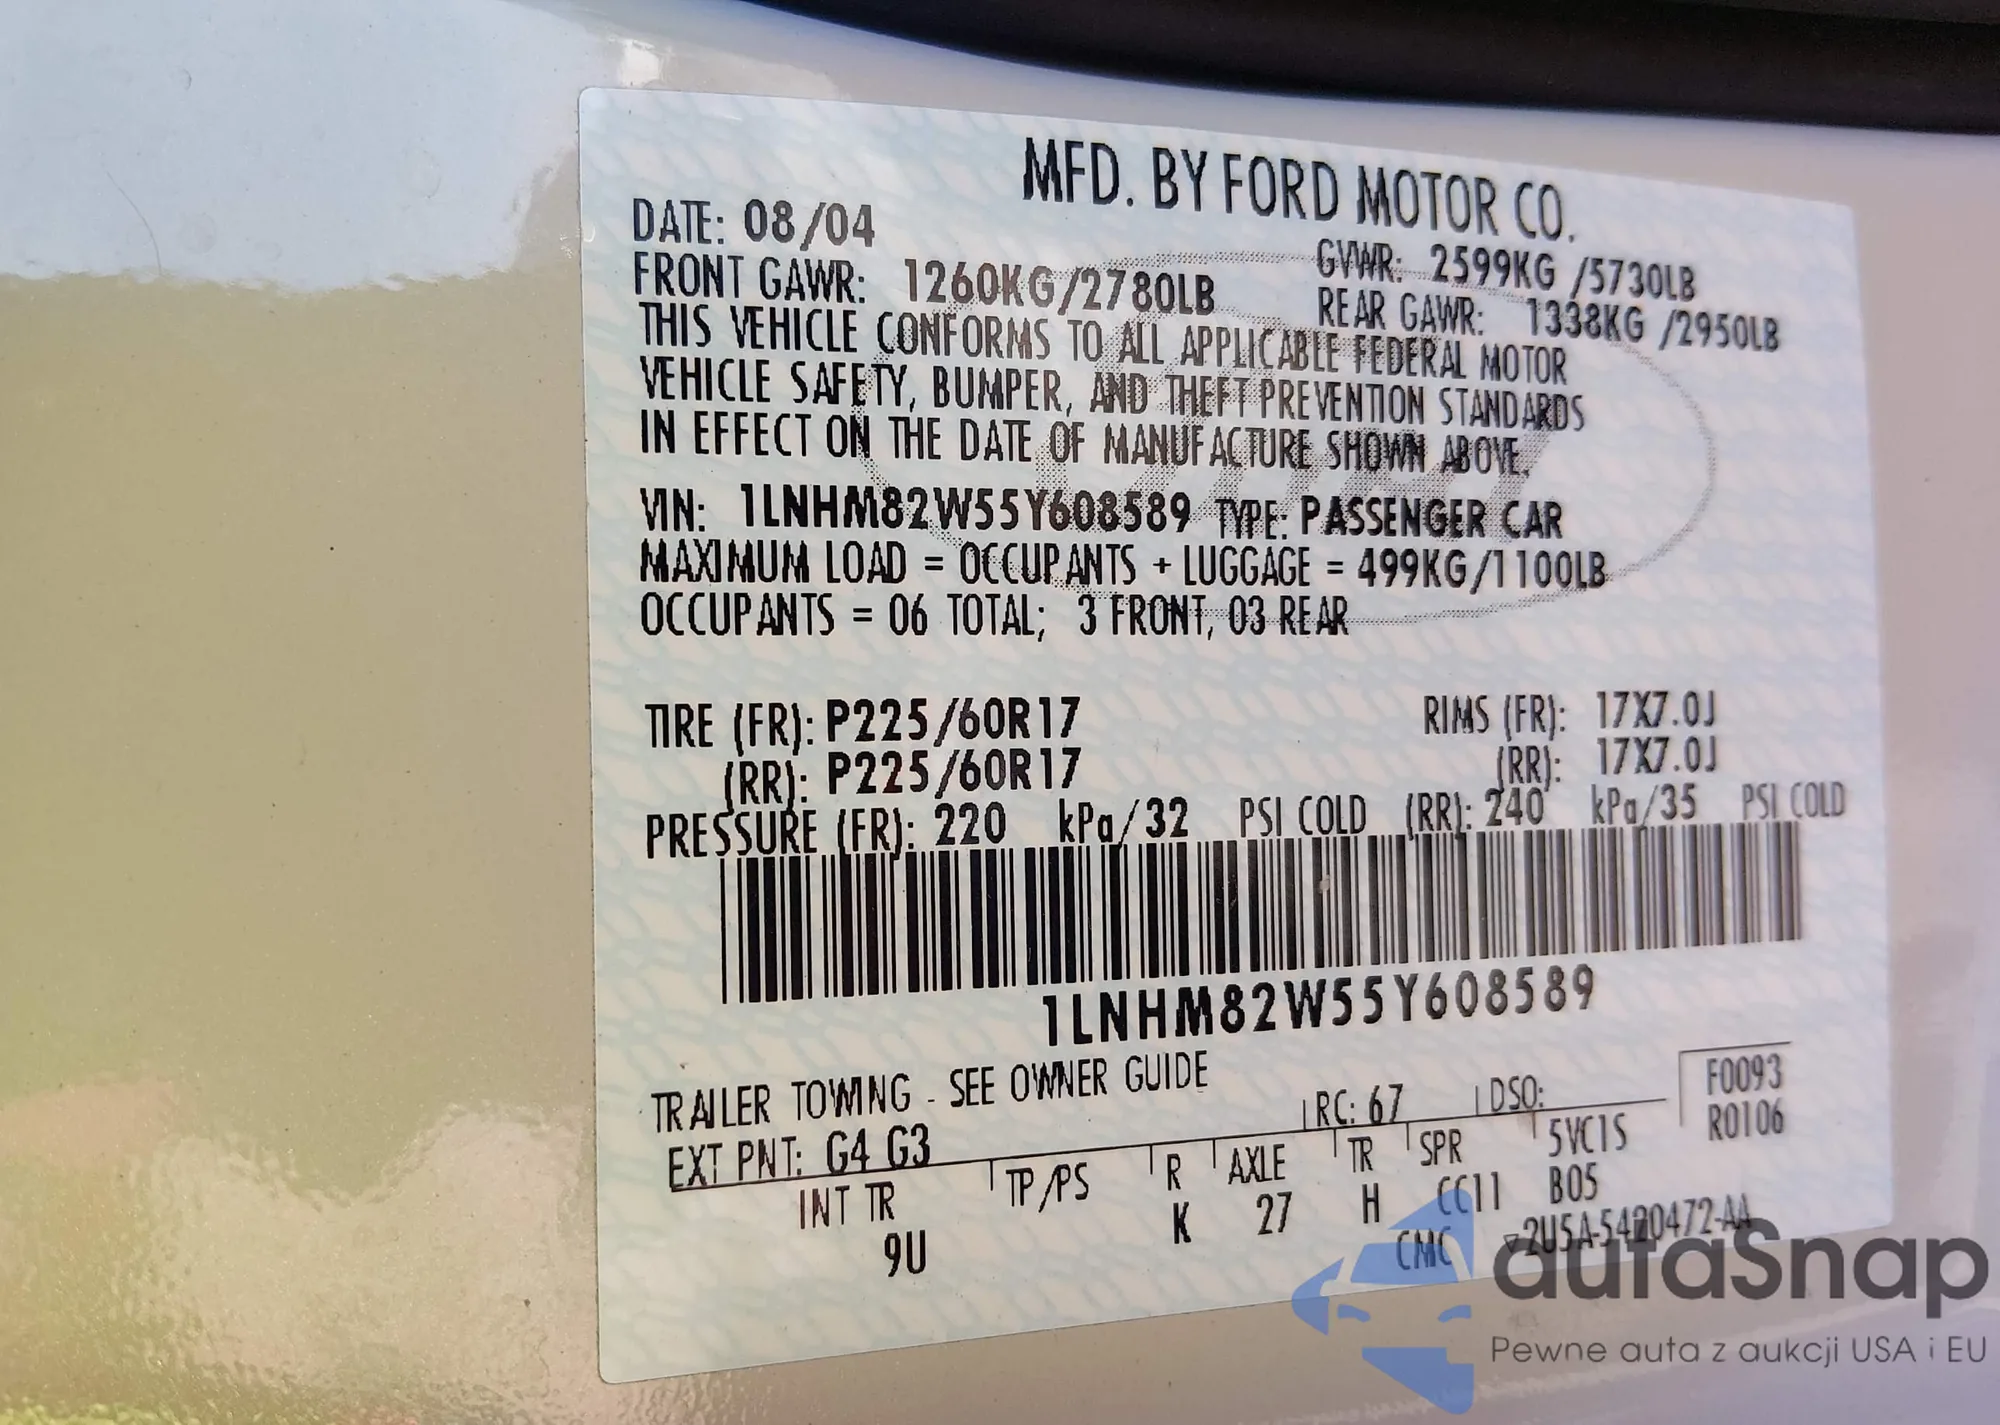 MFD. BY FORD MOTOR CO.
DATE: 08/04
GVWR: 2599KG /5730LB
FRONT GAWR: 1260KG/2780LB
REAR GAWR: 1338KG /2950LB
THIS VEHICLE CONFORMS TO ALL APPLICABLE FEDERAL MOTOR
VEHICLE SAFETY, BUMPER, AND THEFT PREVENTION STANDARDS
IN EFFECT ON THE DATE OF MANUFACTURE SHOWN ABOVE.
VIN: 1LNHM82W55Y608589 TYPE: PASSENGER CAR
MAXIMUM LOAD = OCCUPANTS + LUGGAGE = 499KG/1100LB
OCCUPANTS = 06 TOTAL; 3 FRONT, 03 REAR
TIRE (FR): P225/60R17 RIMS (FR): 17X7.0J
(RR): P225/60R17 (RR): 17X7.0J
PRESSURE (FR): 220 kPa/32 PSI COLD (RR): 240 kPa/35 PSI COLD
1LNHM82W55Y608589
TRAILER TOWING - SEE OWNER GUIDE
F0093
R0106
EXT PNT: G4 G3 RC: 67 DSO:
INT TR TP/PS R AXLE TR SPR 5VC1S
9U K 27 H CC11 B05
CMC 2U5A-5420472-AA
autaSnap
Pewne auta z aukcji USA i EU